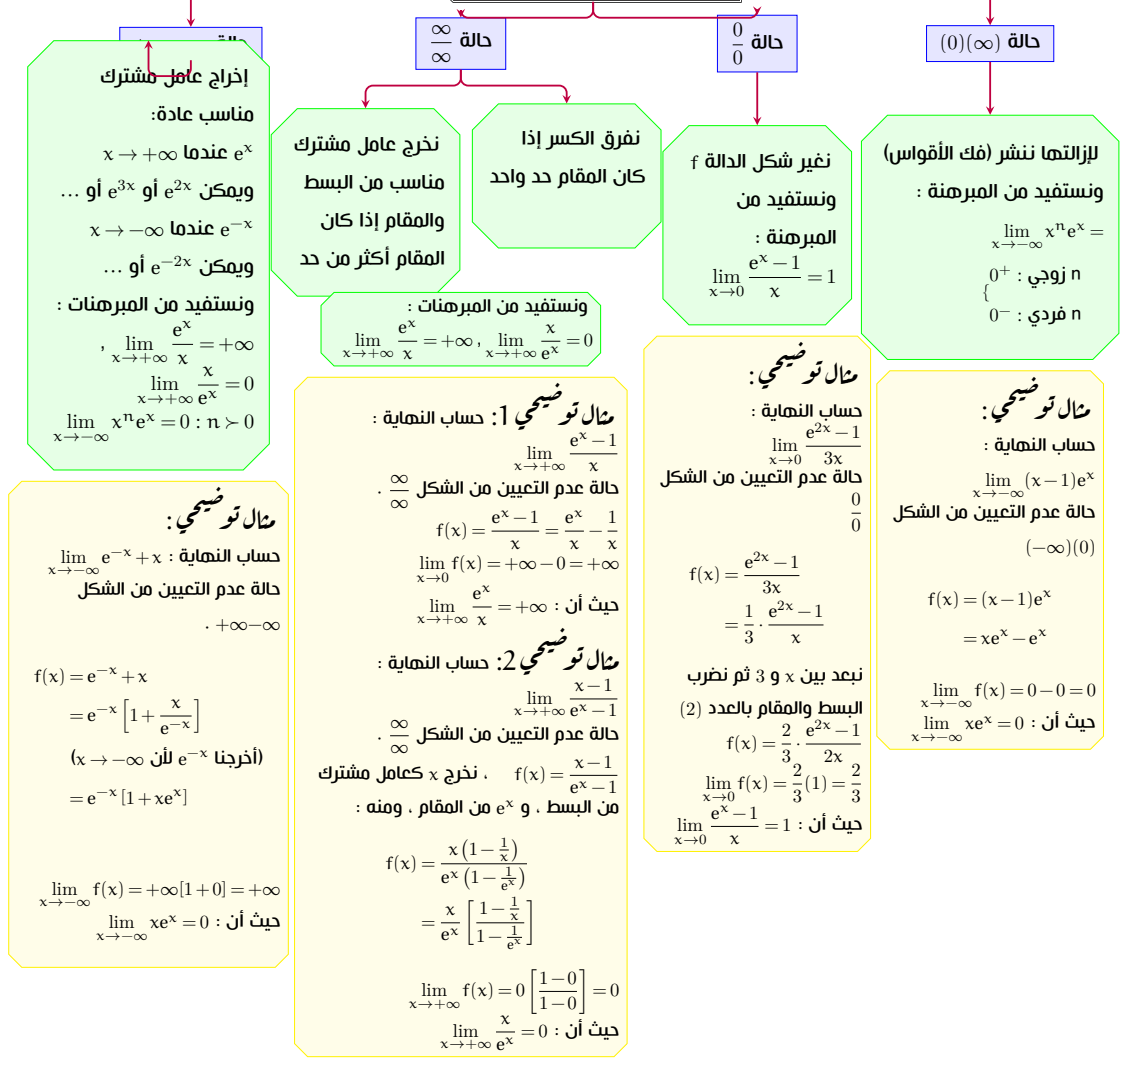 حالة (0)(∞)
لإزالتها ننشر (فك الأقواس)
ونستفيد من المبرهنة :
lim x→−∞ xⁿeˣ =
n زوجي : 0⁺
{
n فردي : 0⁻
مثال توضيحي :
حساب النهاية :
lim x→−∞ (x−1)eˣ
حالة عدم التعيين من الشكل
(−∞)(0)
f(x) = (x−1)eˣ
= xeˣ − eˣ
lim x→−∞ f(x) = 0−0 = 0
حيث أن : lim x→−∞ xeˣ = 0
حالة 0/0
نغير شكل الدالة f
ونستفيد من
المبرهنة :
lim x→0 (eˣ−1)/x = 1
مثال توضيحي :
حساب النهاية :
lim x→0 (e²ˣ−1)/3x
حالة عدم التعيين من الشكل
0/0
f(x) = (e²ˣ−1)/3x
= 1/3 · (e²ˣ−1)/x
نبعد بين x و 3 ثم نضرب
البسط والمقام بالعدد (2)
f(x) = 2/3 · (e²ˣ−1)/2x
lim x→0 f(x) = 2/3 (1) = 2/3
حيث أن : lim x→0 (eˣ−1)/x = 1
حالة ∞/∞
نفرق الكسر إذا
كان المقام حد واحد
نخرج عامل مشترك
مناسب من البسط
والمقام إذا كان
المقام أكثر من حد
ونستفيد من المبرهنات :
lim x→+∞ eˣ/x = +∞ , lim x→+∞ x/eˣ = 0
مثال توضيحي 1: حساب النهاية :
lim x→+∞ (eˣ−1)/x
حالة عدم التعيين من الشكل ∞/∞ .
f(x) = (eˣ−1)/x = eˣ/x − 1/x
lim x→0 f(x) = +∞−0 = +∞
حيث أن : lim x→+∞ eˣ/x = +∞
مثال توضيحي 2: حساب النهاية :
lim x→+∞ (x−1)/(eˣ−1)
حالة عدم التعيين من الشكل ∞/∞ .
f(x) = (x−1)/(eˣ−1) ، نخرج x كعامل مشترك
من البسط ، و eˣ من المقام ، ومنه :
f(x) = x(1−1/x) / eˣ(1−1/eˣ)
= x/eˣ [(1−1/x)/(1−1/eˣ)]
lim x→+∞ f(x) = 0[(1−0)/(1−0)] = 0
حيث أن : lim x→+∞ x/eˣ = 0
إخراج عامل مشترك
مناسب عادة:
eˣ عندما x→+∞
ويمكن e²ˣ أو e³ˣ أو ...
e⁻ˣ عندما x→−∞
ويمكن e⁻²ˣ أو ...
ونستفيد من المبرهنات :
, lim x→+∞ eˣ/x = +∞
lim x→+∞ x/eˣ = 0
lim x→−∞ xⁿeˣ = 0 : n ≻ 0
مثال توضيحي :
حساب النهاية : lim x→−∞ e⁻ˣ+x
حالة عدم التعيين من الشكل
+∞−∞ .
f(x) = e⁻ˣ+x
= e⁻ˣ[1+x/e⁻ˣ]
(أخرجنا e⁻ˣ لأن x→−∞)
= e⁻ˣ[1+xeˣ]
lim x→−∞ f(x) = +∞[1+0] = +∞
حيث أن : lim x→−∞ xeˣ = 0